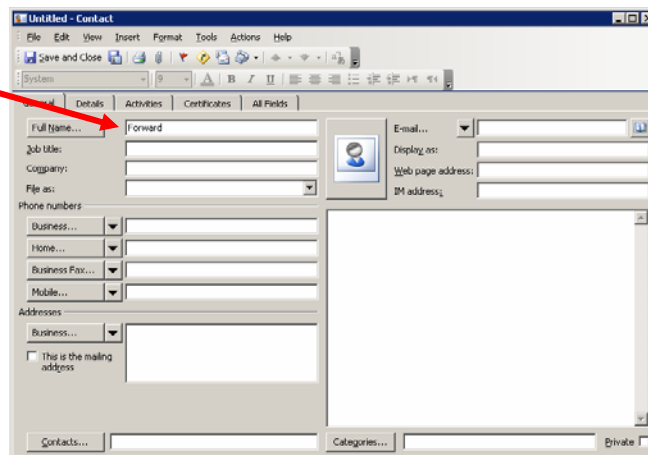 Untitled - Contact
File Edit View Insert Format Tools Actions Help
Save and Close
System 9 A B I U
General Details Activities Certificates All Fields
Full Name... Forward
Job title:
Company:
File as:
Phone numbers
Business...
Home...
Business Fax...
Mobile...
Addresses
Business...
This is the mailing
address
Contacts...
E-mail...
Display as:
Web page address:
IM address:
Categories... Private